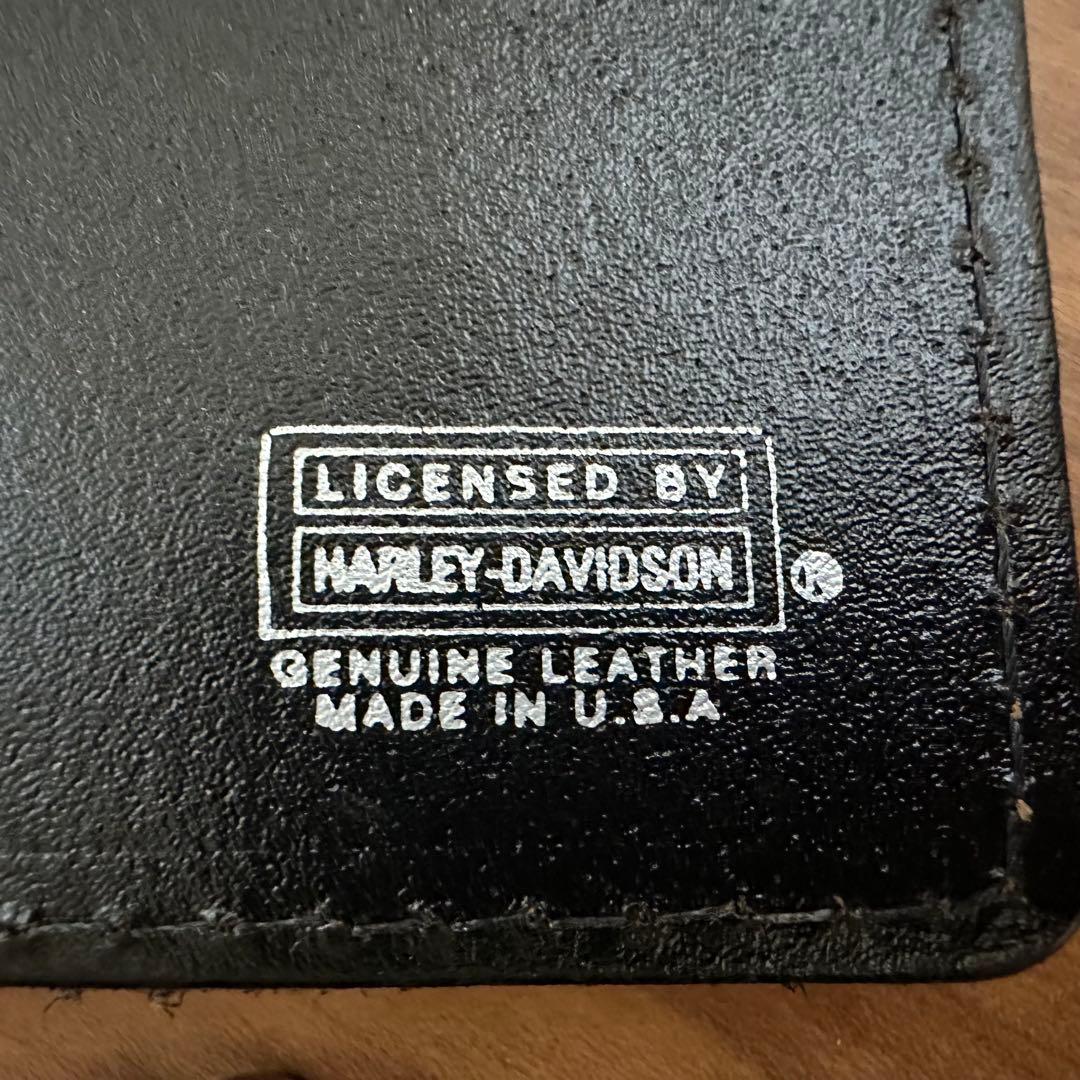 LICENSED BY
HARLEY-DAVIDSON ®
GENUINE LEATHER
MADE IN U.S.A